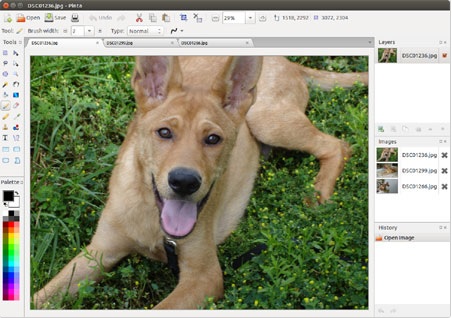 DSC01236.jpg - Pinta
Open Save Undo 29% 1510, 2292 3072, 2304
Tool: Brush width: 2 Type: Normal
Tools
DSC01236.jpg DSC01299.jpg DSC01266.jpg
Layers
DSC01236.jpg
Images
DSC01236.jpg
DSC01299.jpg
DSC01266.jpg
Palette
History
Open Image